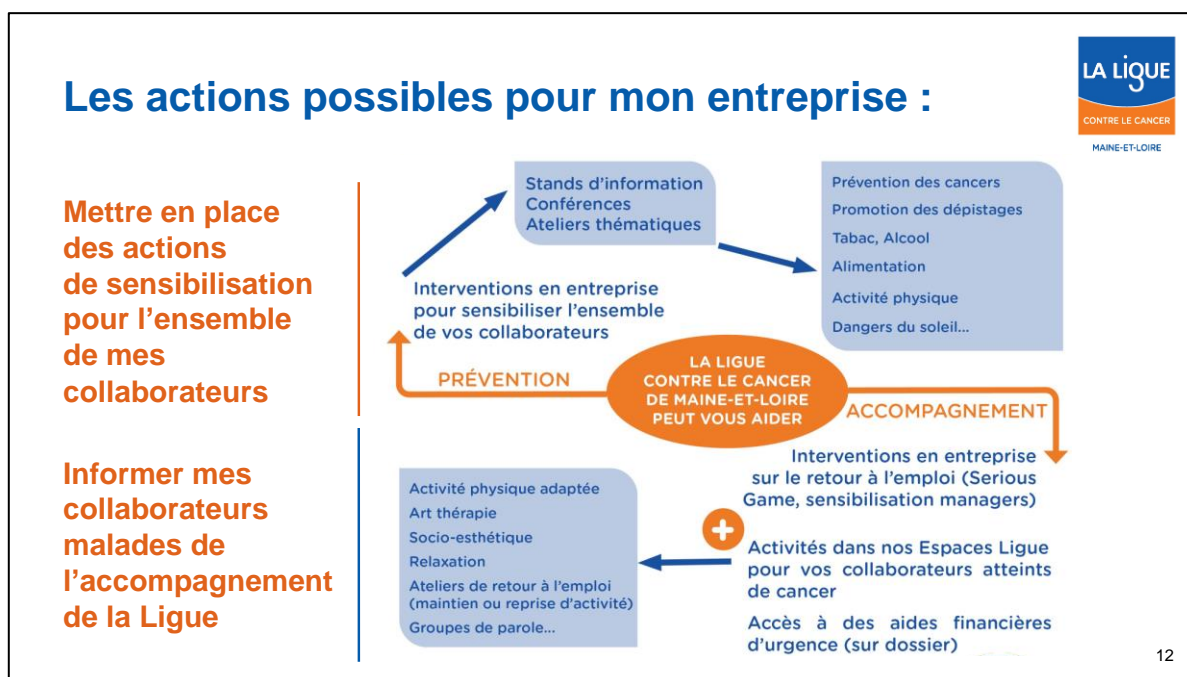 Les actions possibles pour mon entreprise :
LA LIGUE
CONTRE LE CANCER
MAINE-ET-LOIRE
Mettre en place
des actions
de sensibilisation
pour l’ensemble
de mes
collaborateurs
Stands d’information
Conférences
Ateliers thématiques
Prévention des cancers
Promotion des dépistages
Tabac, Alcool
Alimentation
Activité physique
Dangers du soleil...
Interventions en entreprise
pour sensibiliser l’ensemble
de vos collaborateurs
PRÉVENTION
LA LIGUE
CONTRE LE CANCER
DE MAINE-ET-LOIRE
PEUT VOUS AIDER
ACCOMPAGNEMENT
Informer mes
collaborateurs
malades de
l’accompagnement
de la Ligue
Interventions en entreprise
sur le retour à l’emploi (Serious
Game, sensibilisation managers)
+
Activités dans nos Espaces Ligue
pour vos collaborateurs atteints
de cancer
Accès à des aides financières
d’urgence (sur dossier)
Activité physique adaptée
Art thérapie
Socio-esthétique
Relaxation
Ateliers de retour à l’emploi
(maintien ou reprise d’activité)
Groupes de parole...
12